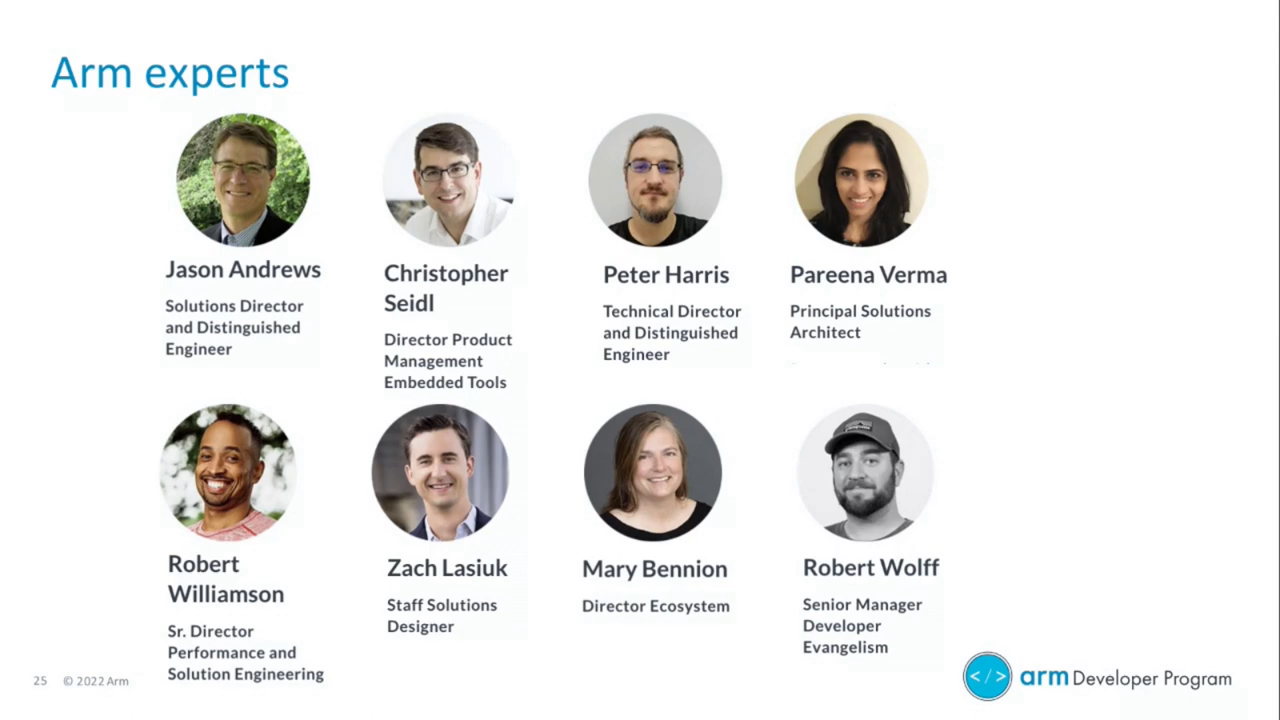 Arm experts
Jason Andrews
Solutions Director
and Distinguished
Engineer
Christopher
Seidl
Director Product
Management
Embedded Tools
Peter Harris
Technical Director
and Distinguished
Engineer
Pareena Verma
Principal Solutions
Architect
Robert
Williamson
Sr. Director
Performance and
Solution Engineering
Zach Lasiuk
Staff Solutions
Designer
Mary Bennion
Director Ecosystem
Robert Wolff
Senior Manager
Developer
Evangelism
25 © 2022 Arm
</> arm Developer Program